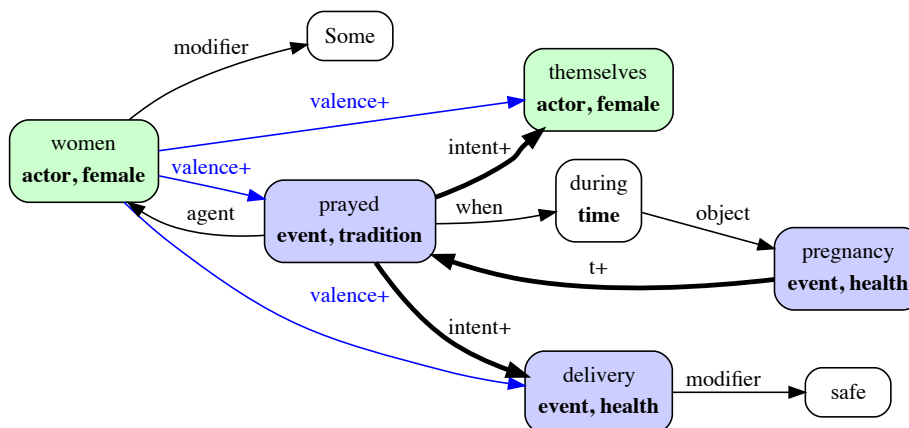 Some
modifier
themselves
actor, female
valence+
women
actor, female
intent+
valence+
during
time
prayed
event, tradition
when
agent
object
pregnancy
event, health
t+
valence+
intent+
delivery
event, health
modifier
safe